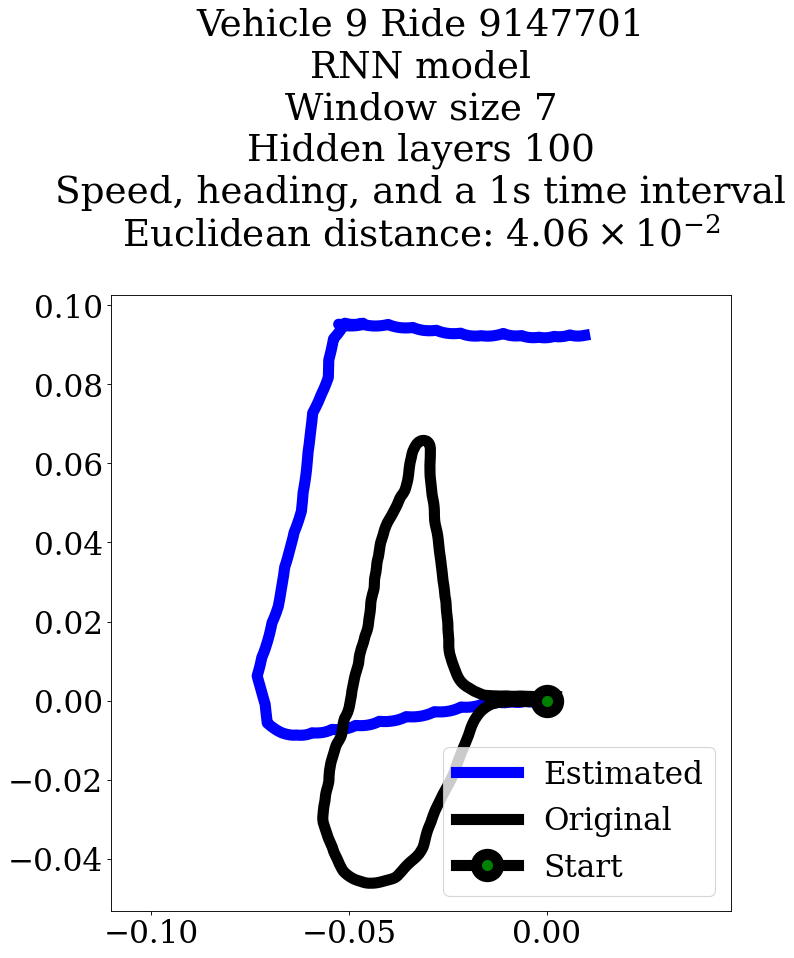 Vehicle 9 Ride 9147701
RNN model
Window size 7
Hidden layers 100
Speed, heading, and a 1s time interval
Euclidean distance: 4.06 × 10⁻²
0.10
0.08
0.06
0.04
0.02
0.00
−0.02
−0.04
Estimated
Original
Start
−0.10
−0.05
0.00